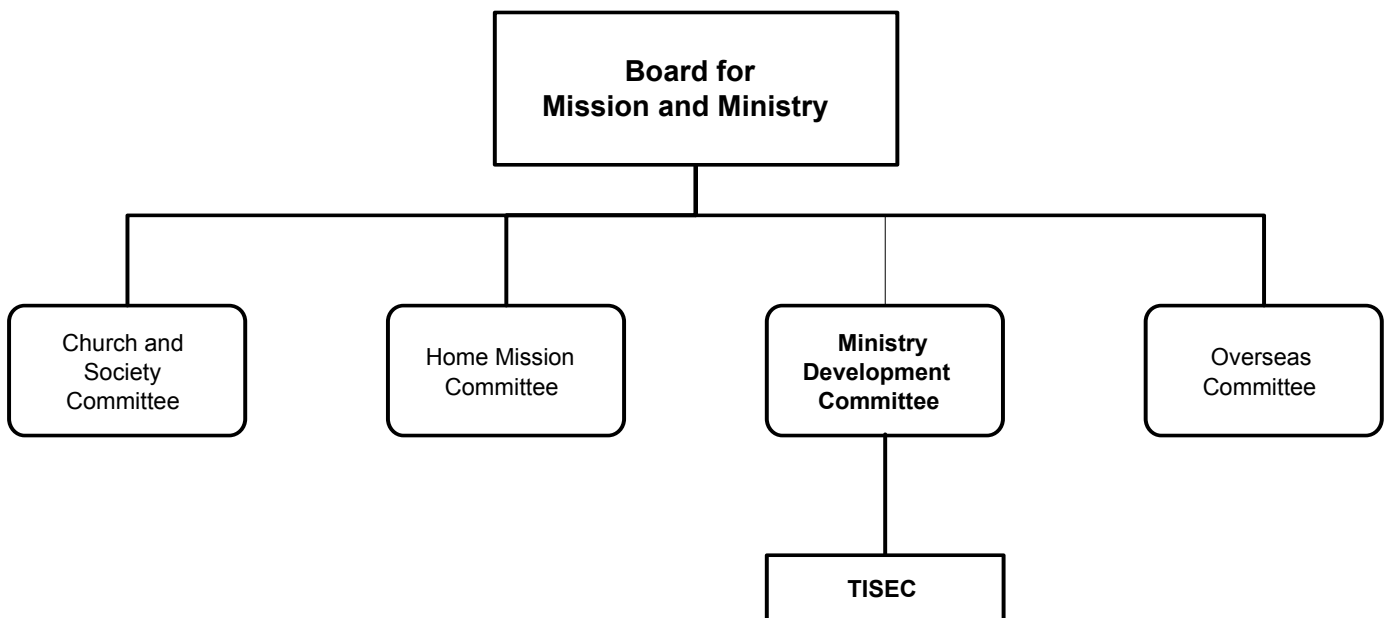 Board for
Mission and Ministry
Church and
Society
Committee
Home Mission
Committee
Ministry
Development
Committee
Overseas
Committee
TISEC